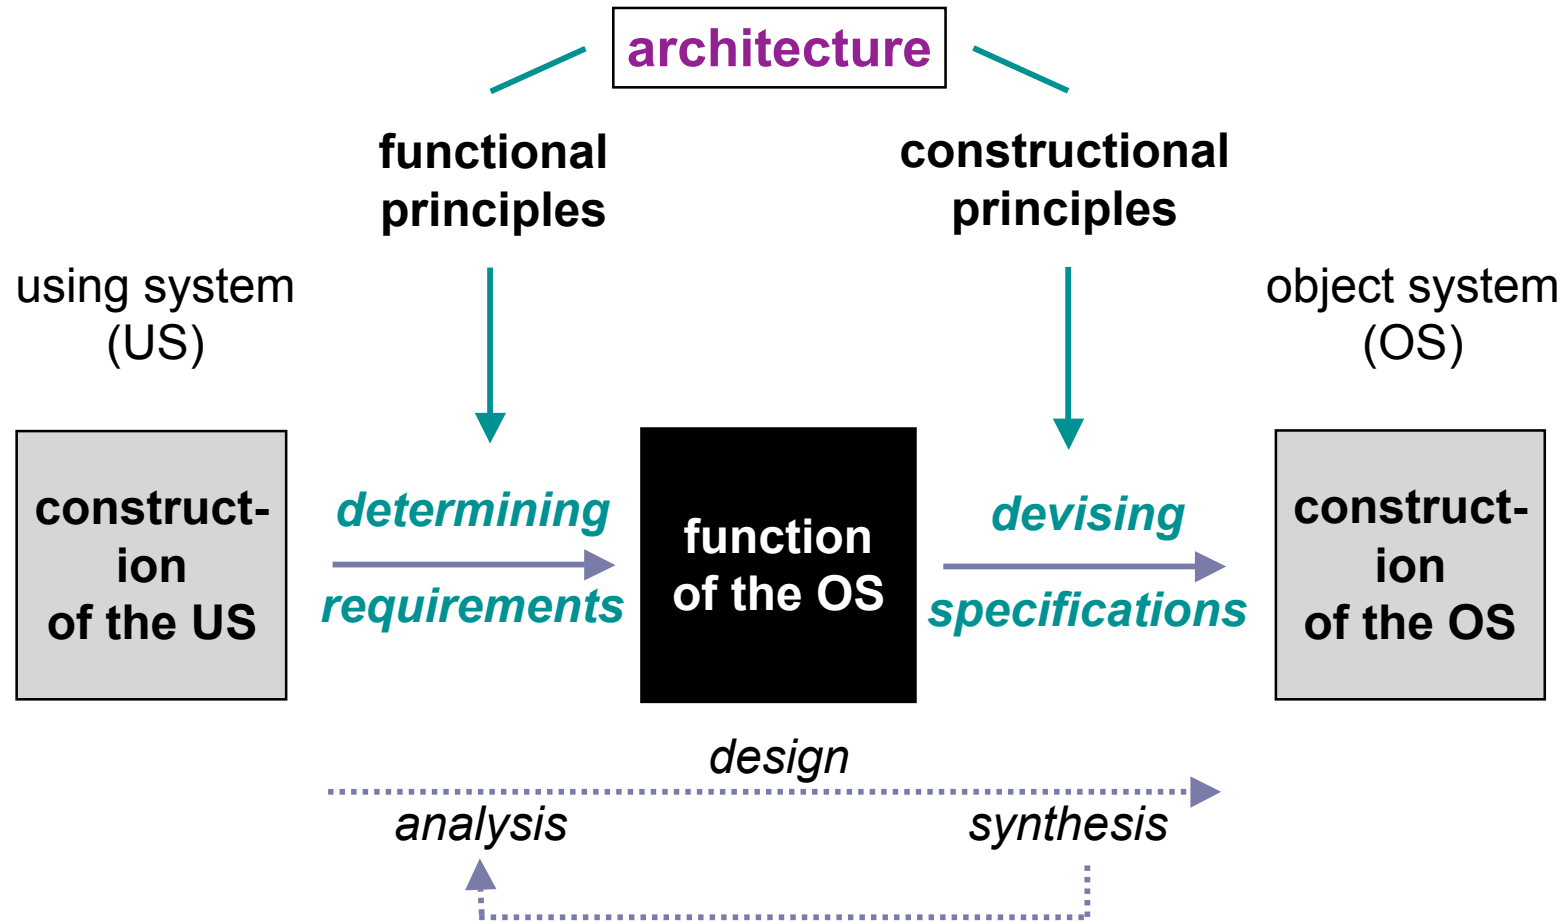 architecture
functional
principles
constructional
principles
using system
(US)
object system
(OS)
construct-
ion
of the US
determining
requirements
function
of the OS
devising
specifications
construct-
ion
of the OS
design
analysis
synthesis